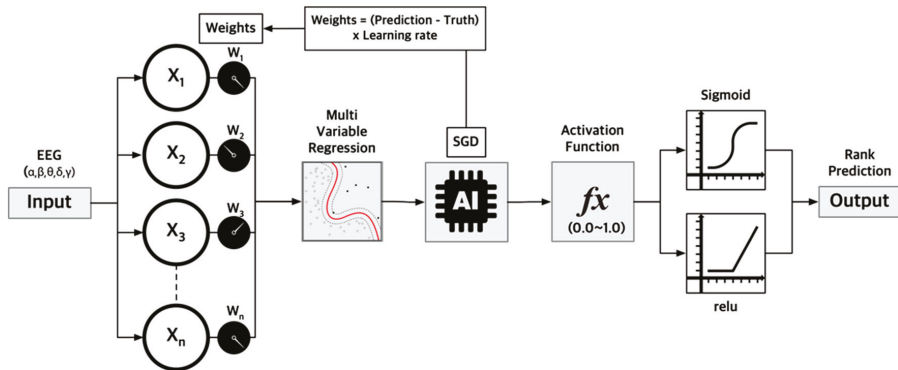 Weights
Weights = (Prediction - Truth)
x Learning rate
EEG
(α,β,θ,δ,γ)
Input
X1
W1
X2
W2
X3
W3
Xn
Wn
Multi
Variable
Regression
SGD
AI
Activation
Function
fx
(0.0~1.0)
Sigmoid
relu
Rank
Prediction
Output